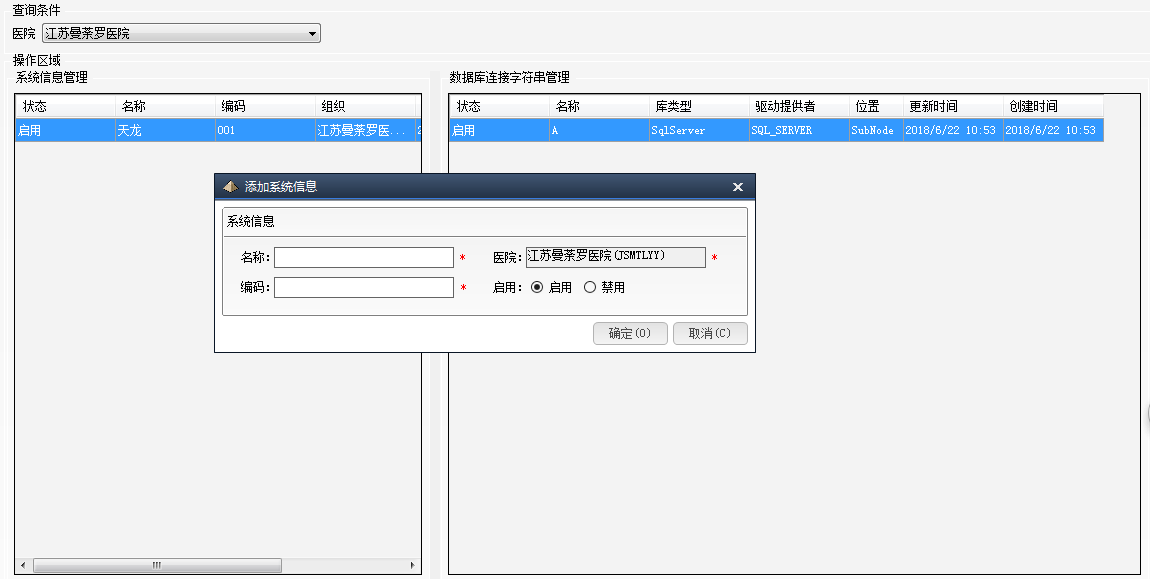 查询条件
医院 江苏曼荼罗医院
操作区域
系统信息管理
状态 名称 编码 组织
启用 天龙 001 江苏曼荼罗医... 2
数据库连接字符串管理
状态 名称 库类型 驱动提供者 位置 更新时间 创建时间
启用 A SqlServer SQL_SERVER SubNode 2018/6/22 10:53 2018/6/22 10:53
添加系统信息
系统信息
名称: * 医院: 江苏曼荼罗医院(JSMTLYY) *
编码: * 启用: 启用 禁用
确定(O) 取消(C)